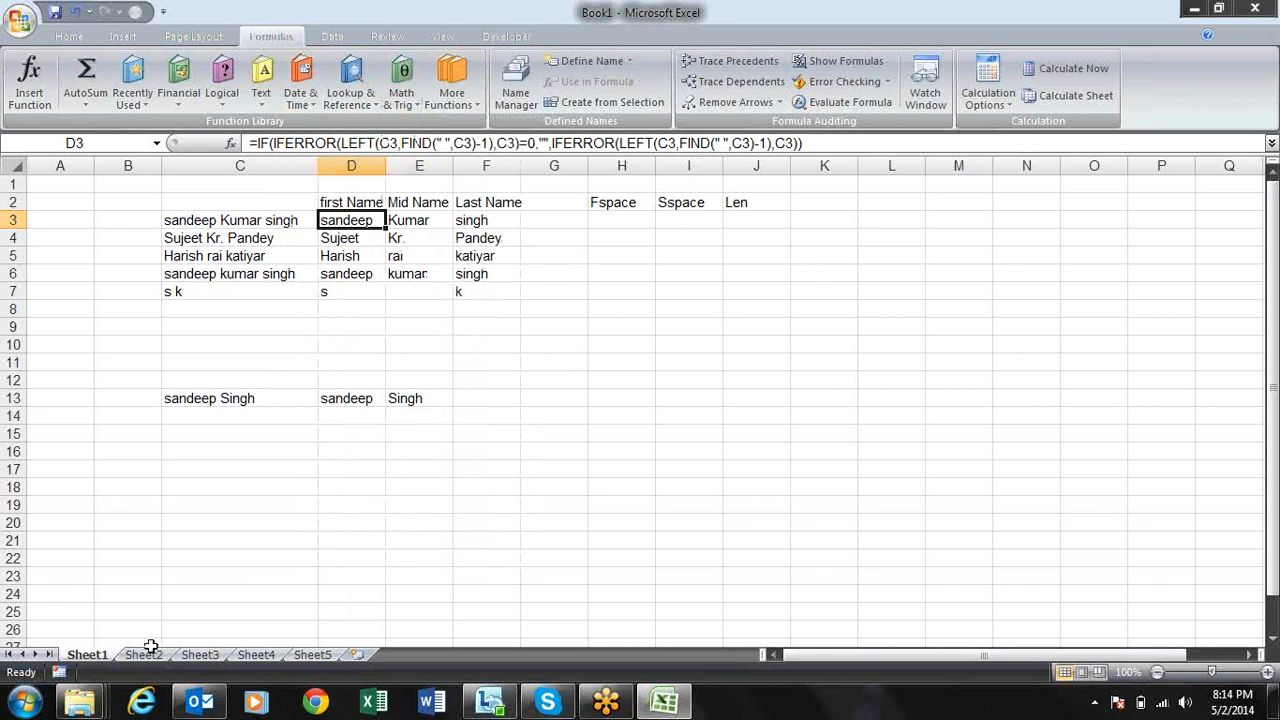 Book1 - Microsoft Excel
Home Insert Page Layout Formulas Data Review View Developer
Insert Function
AutoSum
Recently Used
Financial
Logical
Text
Date & Time
Lookup & Reference
Math & Trig
More Functions
Function Library
Name Manager
Define Name
Use in Formula
Create from Selection
Defined Names
Trace Precedents
Trace Dependents
Remove Arrows
Show Formulas
Error Checking
Evaluate Formula
Watch Window
Formula Auditing
Calculation Options
Calculate Now
Calculate Sheet
Calculation
D3 fx =IF(IFERROR(LEFT(C3,FIND(" ",C3)-1),C3)=0,"",IFERROR(LEFT(C3,FIND(" ",C3)-1),C3))
A B C D E F G H I J K L M N O P Q
1
2 first Name Mid Name Last Name Fspace Sspace Len
3 sandeep Kumar singh sandeep Kumar singh
4 Sujeet Kr. Pandey Sujeet Kr. Pandey
5 Harish rai katiyar Harish rai katiyar
6 sandeep kumar singh sandeep kumar singh
7 s k s k
8
9
10
11
12
13 sandeep Singh sandeep Singh
14
15
16
17
18
19
20
21
22
23
24
25
26
27
Sheet1 Sheet2 Sheet3 Sheet4 Sheet5
Ready 100%
8:14 PM
5/2/2014